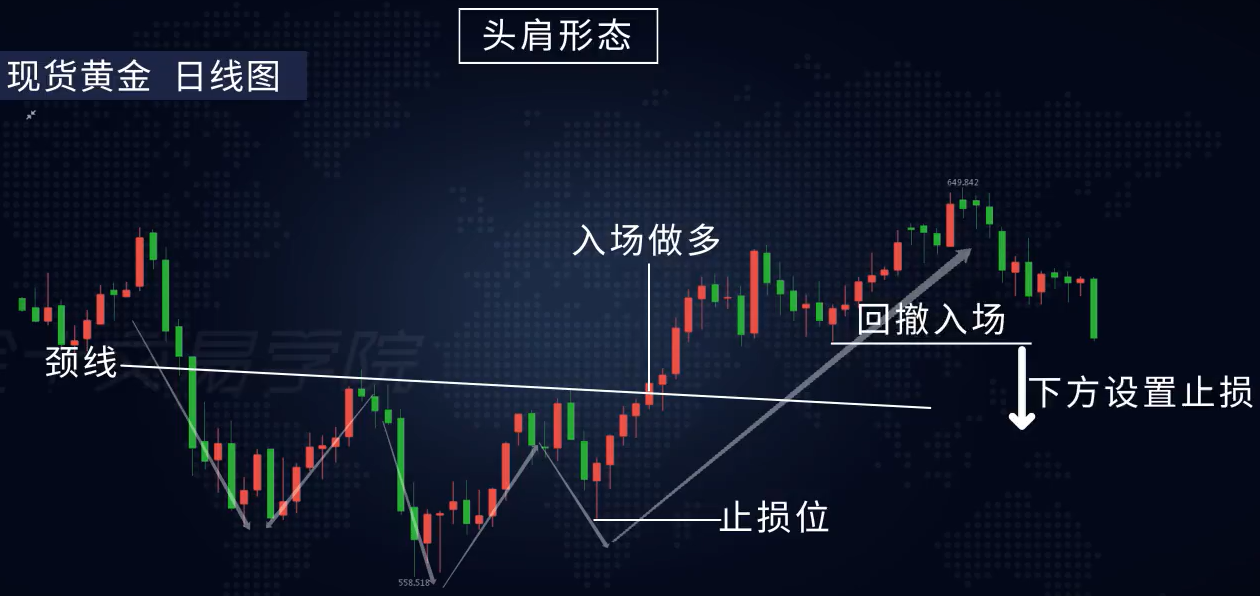 头肩形态
现货黄金 日线图
649.842
入场做多
回撤入场
颈线
下方设置止损
止损位
558.518